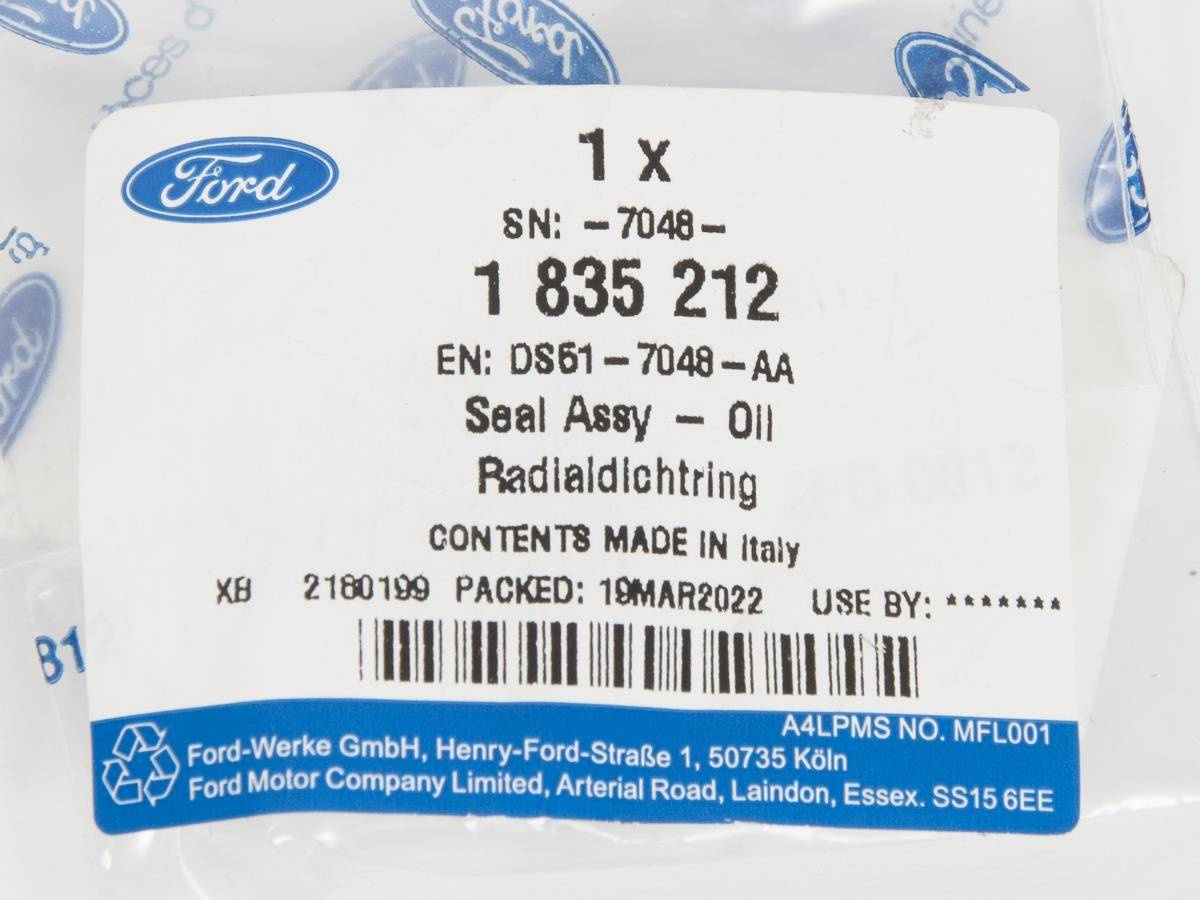 Ford
1 x
SN: -7048-
1 835 212
EN: DS61-7048-AA
Seal Assy - Oil
Radialdichtring
CONTENTS MADE IN Italy
XB 2180199 PACKED: 19MAR2022 USE BY: *******
B1
A4LPMS NO. MFL001
Ford-Werke GmbH, Henry-Ford-Straße 1, 50735 Köln
Ford Motor Company Limited, Arterial Road, Laindon, Essex. SS15 6EE